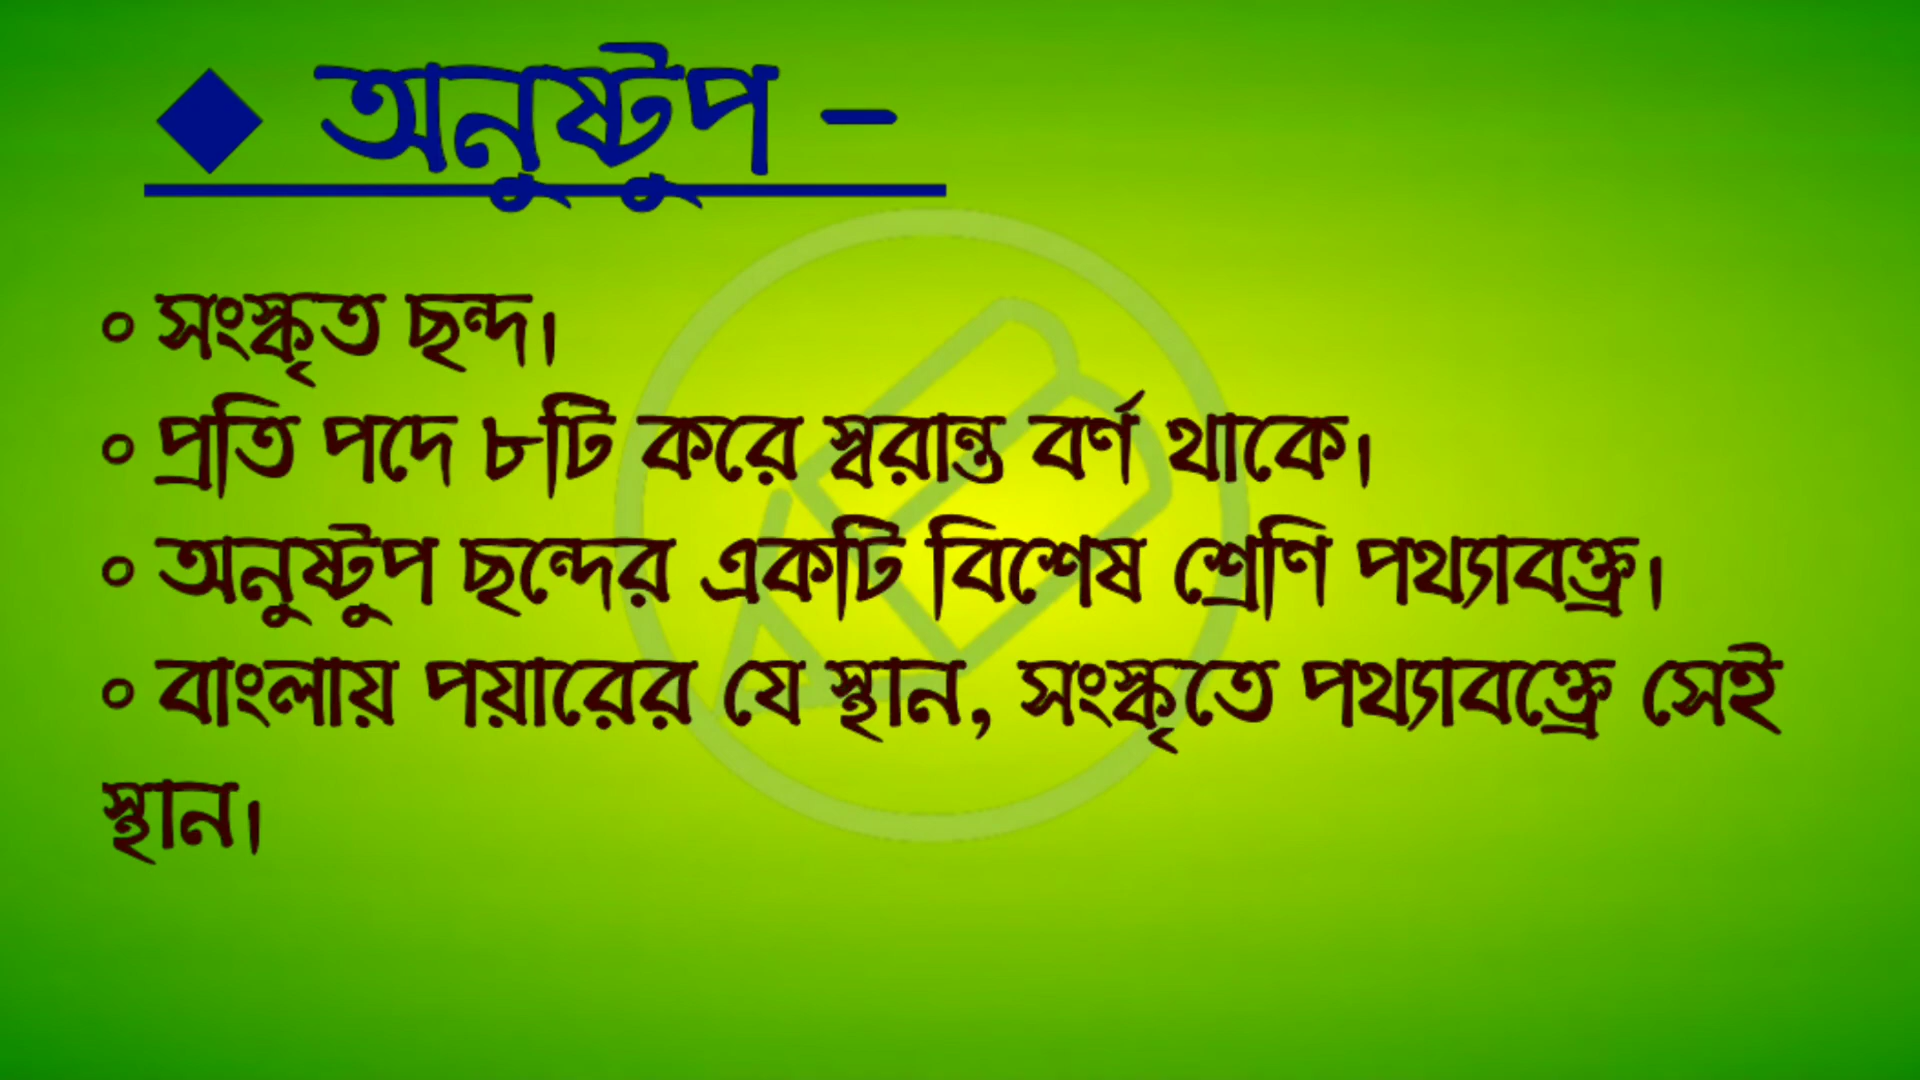 ◆ অনুষ্টুপ –
০ সংস্কৃত ছন্দ।
০ প্রতি পদে ৮টি করে স্বরান্ত বর্ণ থাকে।
০ অনুষ্টুপ ছন্দের একটি বিশেষ শ্রেণি পথ্যাবক্ত্র।
০ বাংলায় পয়ারের যে স্থান, সংস্কৃতে পথ্যাবক্ত্রে সেই
স্থান।